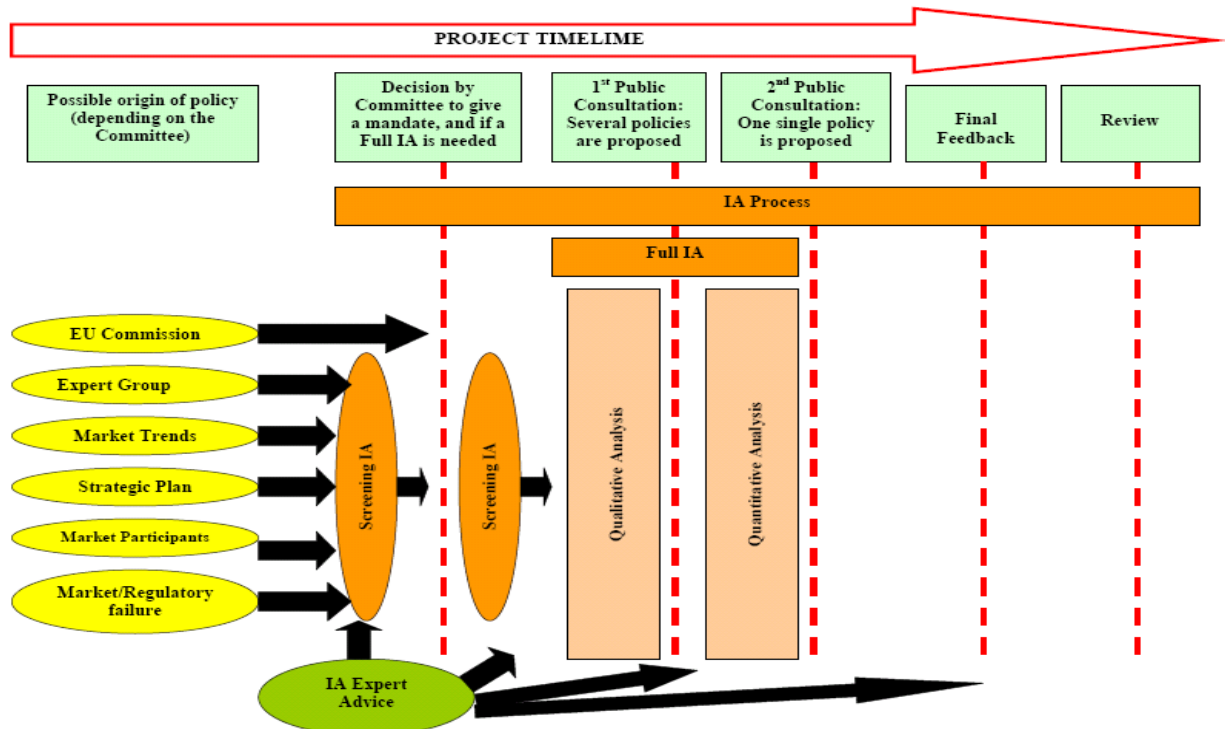 PROJECT TIMELIME
Possible origin of policy
(depending on the
Committee)
Decision by
Committee to give
a mandate, and if a
Full IA is needed
1st Public
Consultation:
Several policies
are proposed
2nd Public
Consultation:
One single policy
is proposed
Final
Feedback
Review
IA Process
Full IA
EU Commission
Expert Group
Market Trends
Strategic Plan
Market Participants
Market/Regulatory
failure
Screening IA
Screening IA
Qualitative Analysis
Quantitative Analysis
IA Expert
Advice